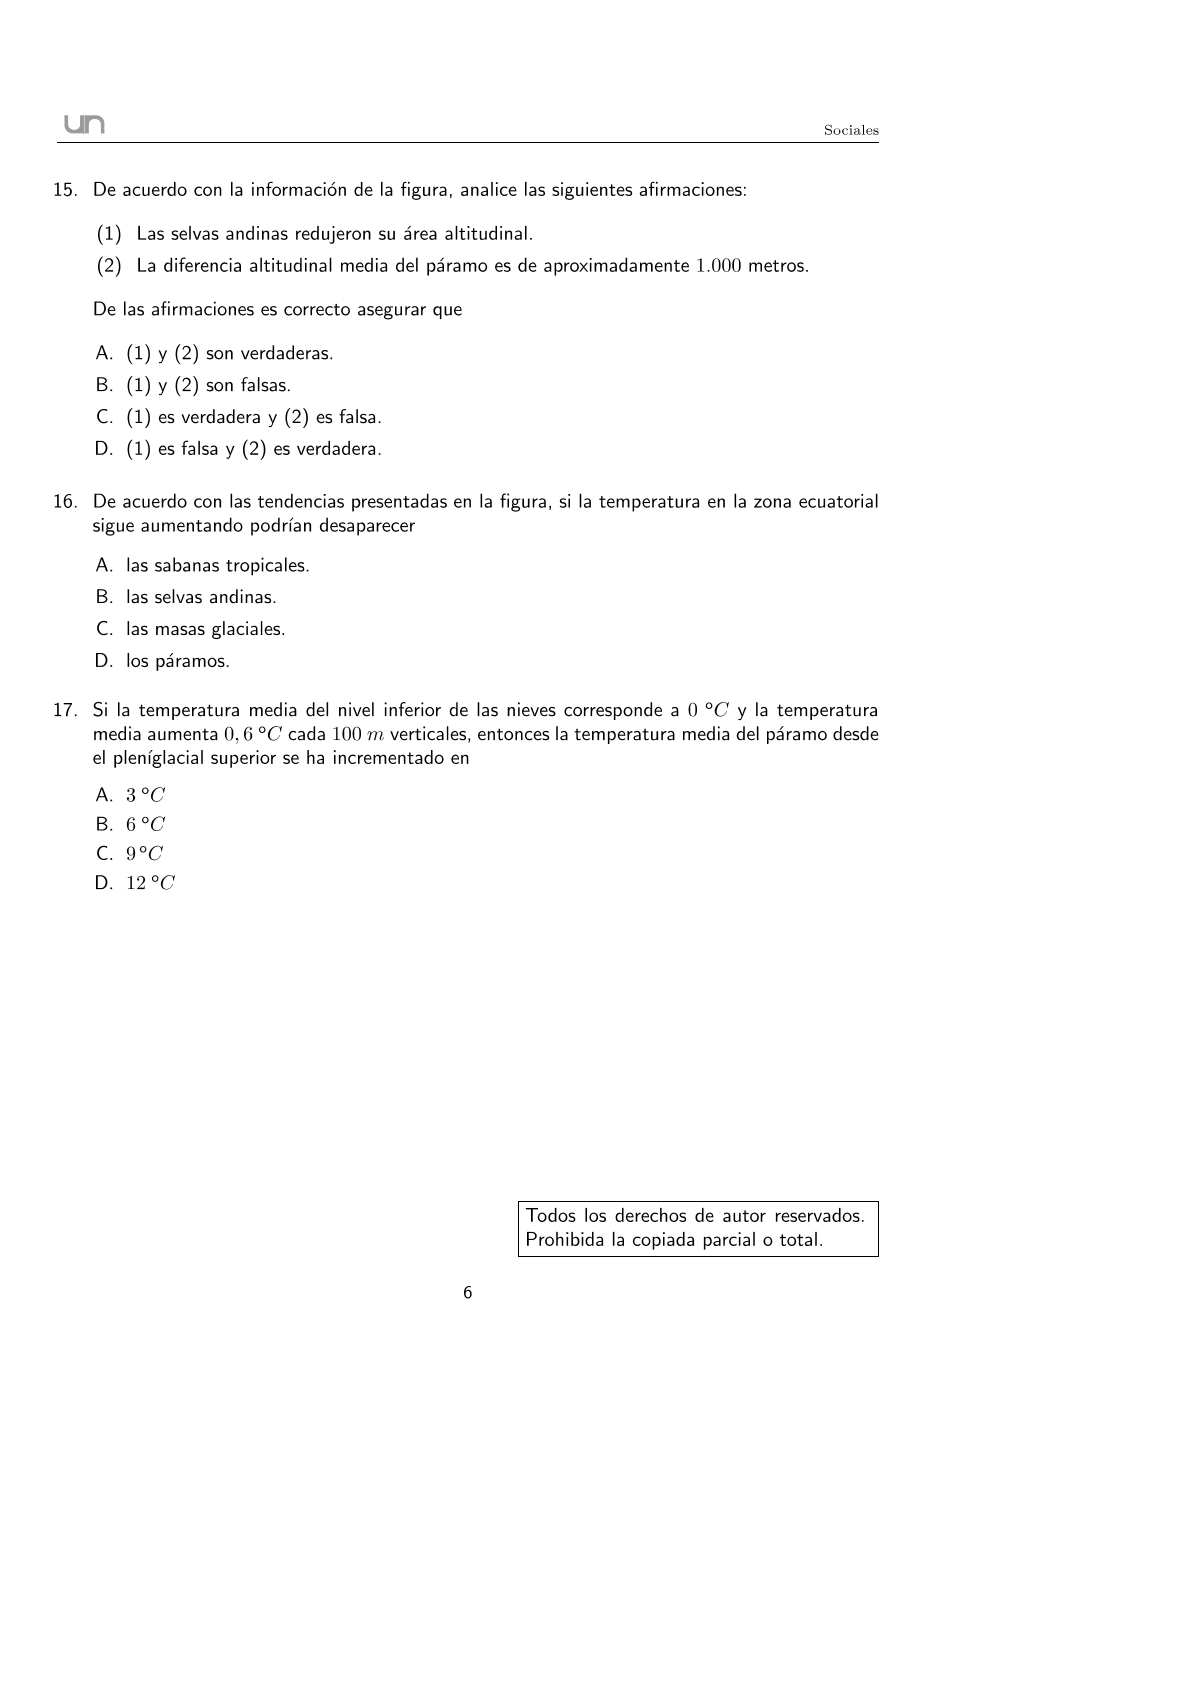 un
Sociales
15. De acuerdo con la información de la figura, analice las siguientes afirmaciones:
(1) Las selvas andinas redujeron su área altitudinal.
(2) La diferencia altitudinal media del páramo es de aproximadamente 1.000 metros.
De las afirmaciones es correcto asegurar que
A. (1) y (2) son verdaderas.
B. (1) y (2) son falsas.
C. (1) es verdadera y (2) es falsa.
D. (1) es falsa y (2) es verdadera.
16. De acuerdo con las tendencias presentadas en la figura, si la temperatura en la zona ecuatorial
sigue aumentando podrían desaparecer
A. las sabanas tropicales.
B. las selvas andinas.
C. las masas glaciales.
D. los páramos.
17. Si la temperatura media del nivel inferior de las nieves corresponde a 0 °C y la temperatura
media aumenta 0, 6 °C cada 100 m verticales, entonces la temperatura media del páramo desde
el pleníglacial superior se ha incrementado en
A. 3 °C
B. 6 °C
C. 9 °C
D. 12 °C
Todos los derechos de autor reservados.
Prohibida la copiada parcial o total.
6